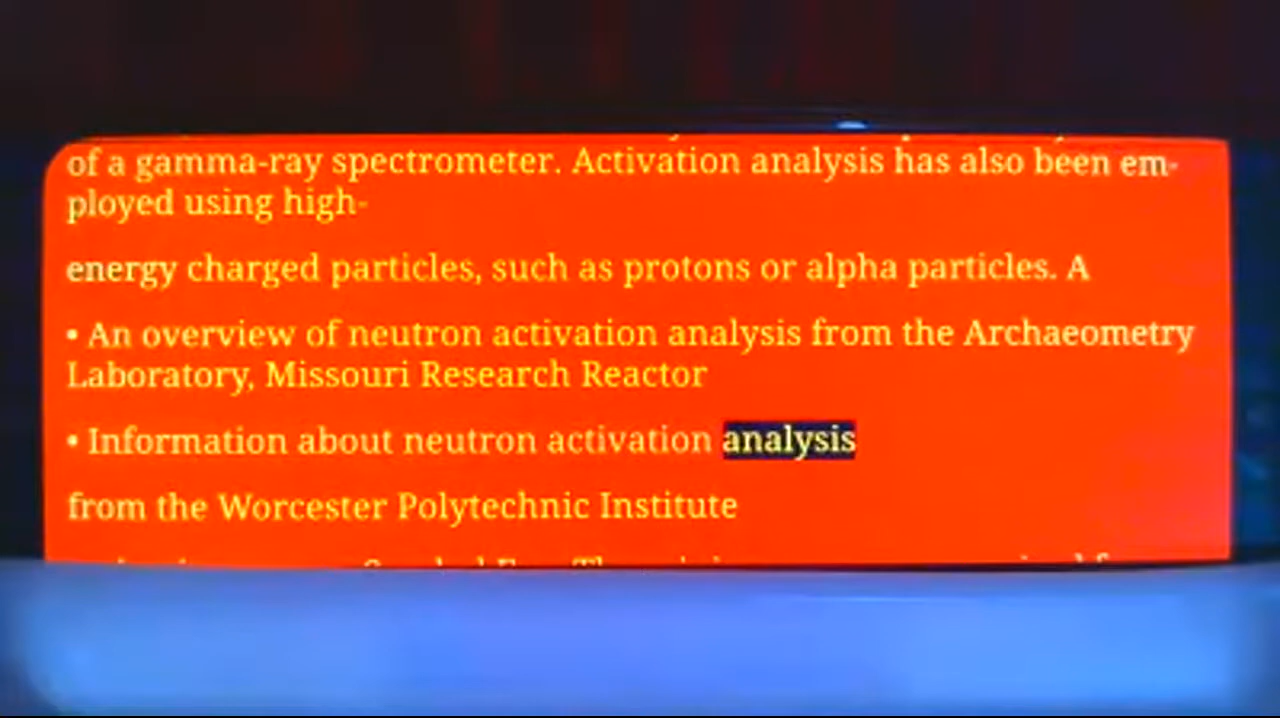 of a gamma-ray spectrometer. Activation analysis has also been em-
ployed using high-
energy charged particles, such as protons or alpha particles. A
• An overview of neutron activation analysis from the Archaeometry
Laboratory, Missouri Research Reactor
• Information about neutron activation analysis
from the Worcester Polytechnic Institute